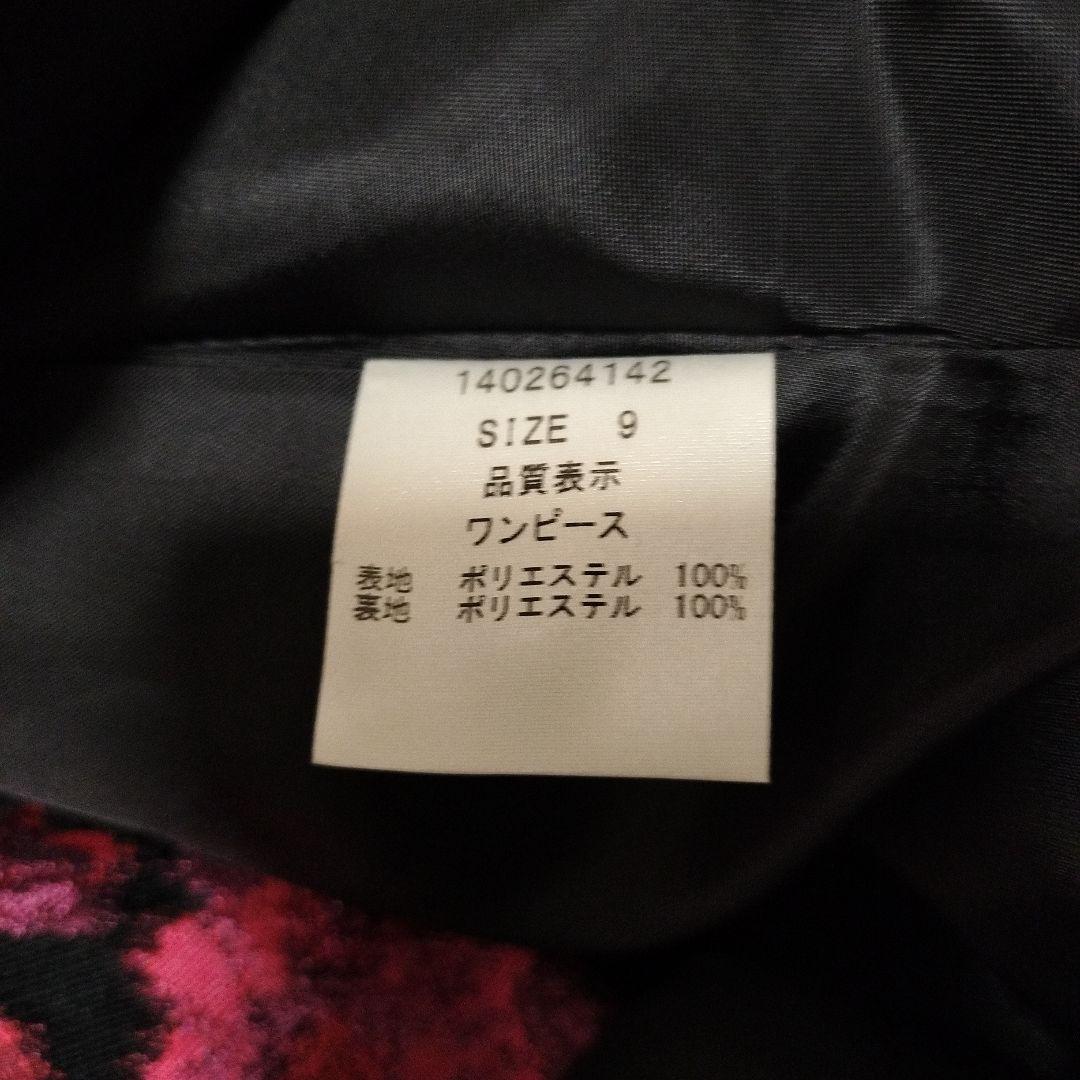 140264142
SIZE 9
品質表示
ワンピース
表地 ポリエステル 100%
裏地 ポリエステル 100%